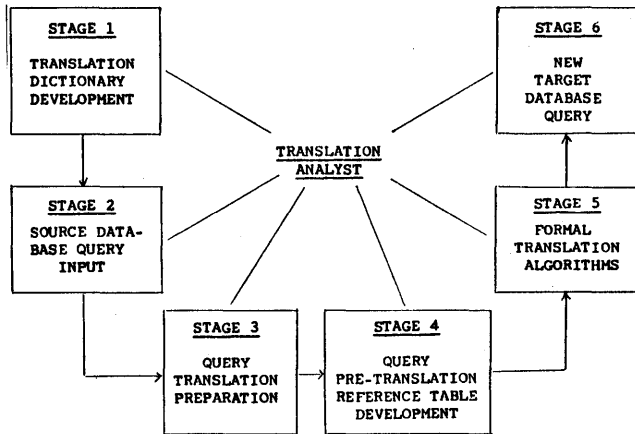 STAGE 1
TRANSLATION
DICTIONARY
DEVELOPMENT
STAGE 2
SOURCE DATA-
BASE QUERY
INPUT
STAGE 3
QUERY
TRANSLATION
PREPARATION
STAGE 4
QUERY
PRE-TRANSLATION
REFERENCE TABLE
DEVELOPMENT
STAGE 5
FORMAL
TRANSLATION
ALGORITHMS
STAGE 6
NEW
TARGET
DATABASE
QUERY
TRANSLATION
ANALYST